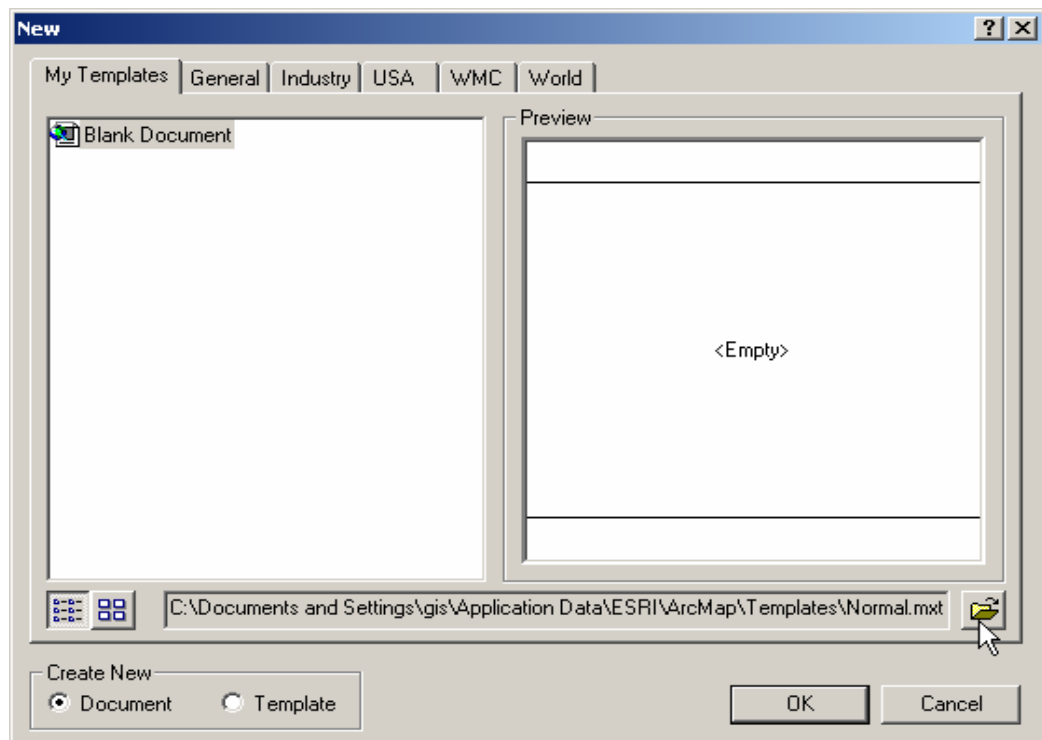 New
My Templates General Industry USA WMC World
Blank Document
Preview
<Empty>
C:\Documents and Settings\gis\Application Data\ESRI\ArcMap\Templates\Normal.mxt
Create New
Document Template
OK Cancel